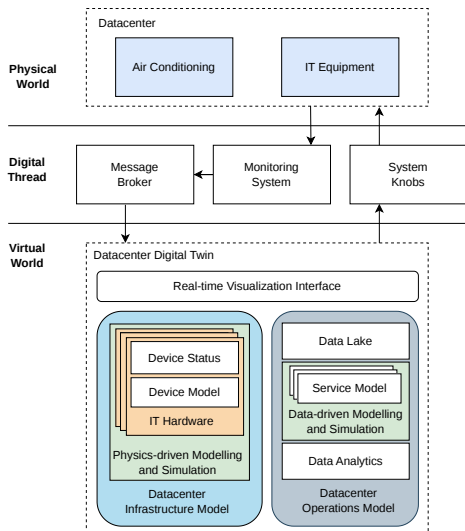 Datacenter
Physical
World
Air Conditioning
IT Equipment
Digital
Thread
Message
Broker
Monitoring
System
System
Knobs
Virtual
World
Datacenter Digital Twin
Real-time Visualization Interface
Device Status
Device Model
IT Hardware
Physics-driven Modelling
and Simulation
Datacenter
Infrastructure Model
Data Lake
Service Model
Data-driven Modelling
and Simulation
Data Analytics
Datacenter
Operations Model